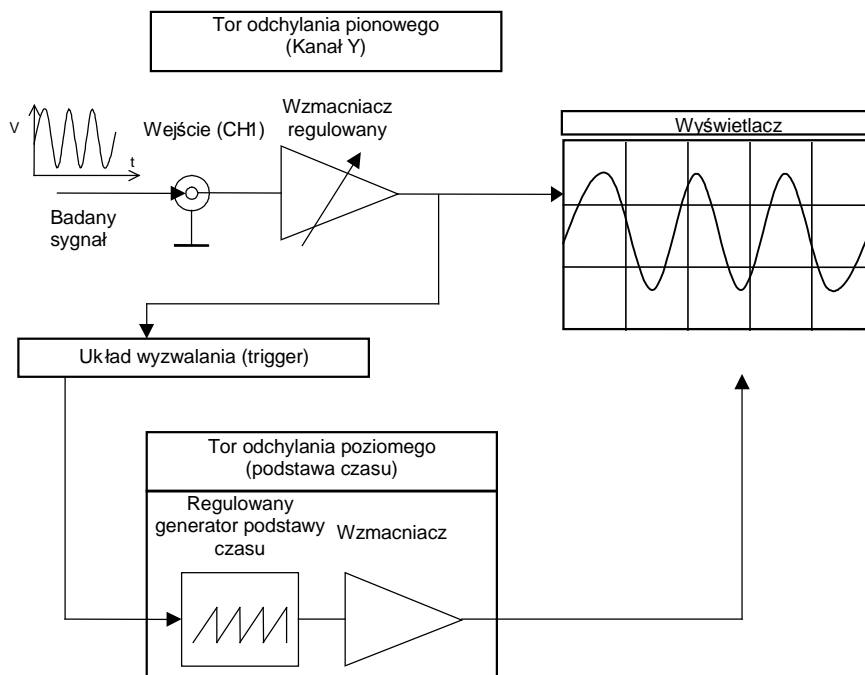 Tor odchylania pionowego
(Kanał Y)
V
t
Wejście (CH1)
Wzmacniacz
regulowany
Wyświetlacz
Badany
sygnał
Układ wyzwalania (trigger)
Tor odchylania poziomego
(podstawa czasu)
Regulowany
generator podstawy
czasu
Wzmacniacz